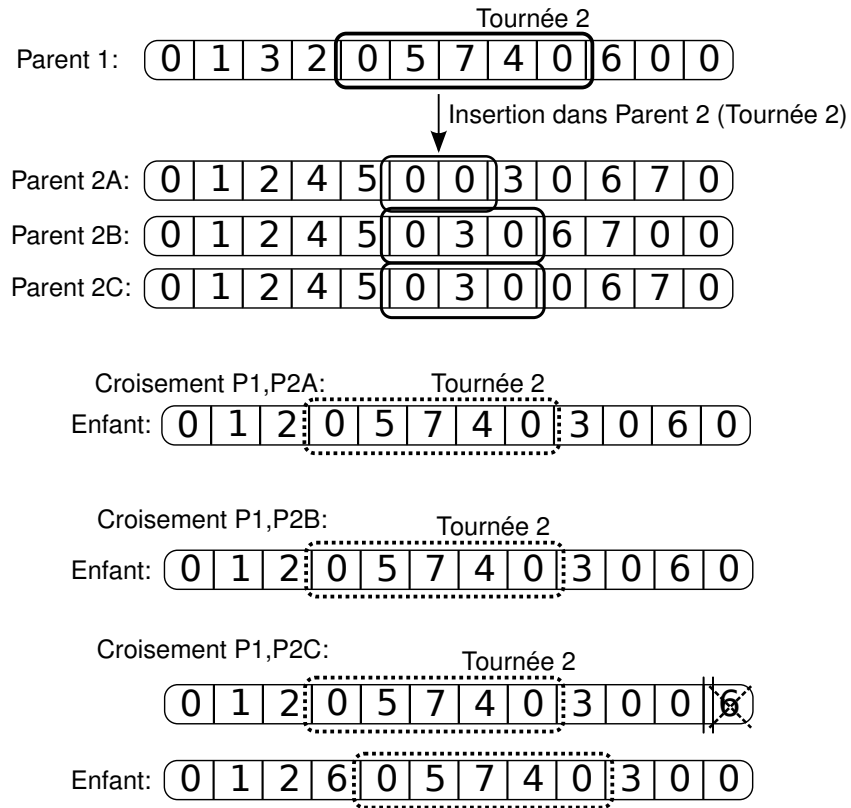 Tournée 2
Parent 1: 0 1 3 2 0 5 7 4 0 6 0 0
Insertion dans Parent 2 (Tournée 2)
Parent 2A: 0 1 2 4 5 0 0 3 0 6 7 0
Parent 2B: 0 1 2 4 5 0 3 0 6 7 0 0
Parent 2C: 0 1 2 4 5 0 3 0 0 6 7 0
Croisement P1,P2A: Tournée 2
Enfant: 0 1 2 0 5 7 4 0 3 0 6 0
Croisement P1,P2B: Tournée 2
Enfant: 0 1 2 0 5 7 4 0 3 0 6 0
Croisement P1,P2C: Tournée 2
0 1 2 0 5 7 4 0 3 0 0 6
Enfant: 0 1 2 6 0 5 7 4 0 3 0 0